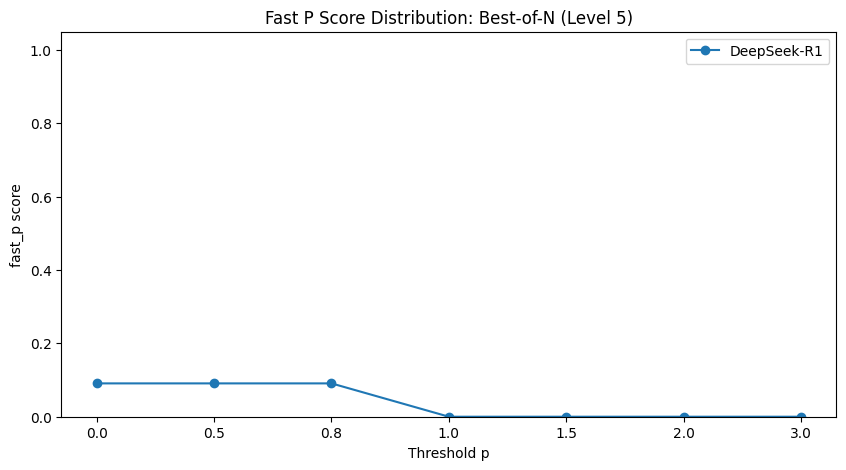 Fast P Score Distribution: Best-of-N (Level 5)
DeepSeek-R1
fast_p score
1.0
0.8
0.6
0.4
0.2
0.0
0.0 0.5 0.8 1.0 1.5 2.0 3.0
Threshold p